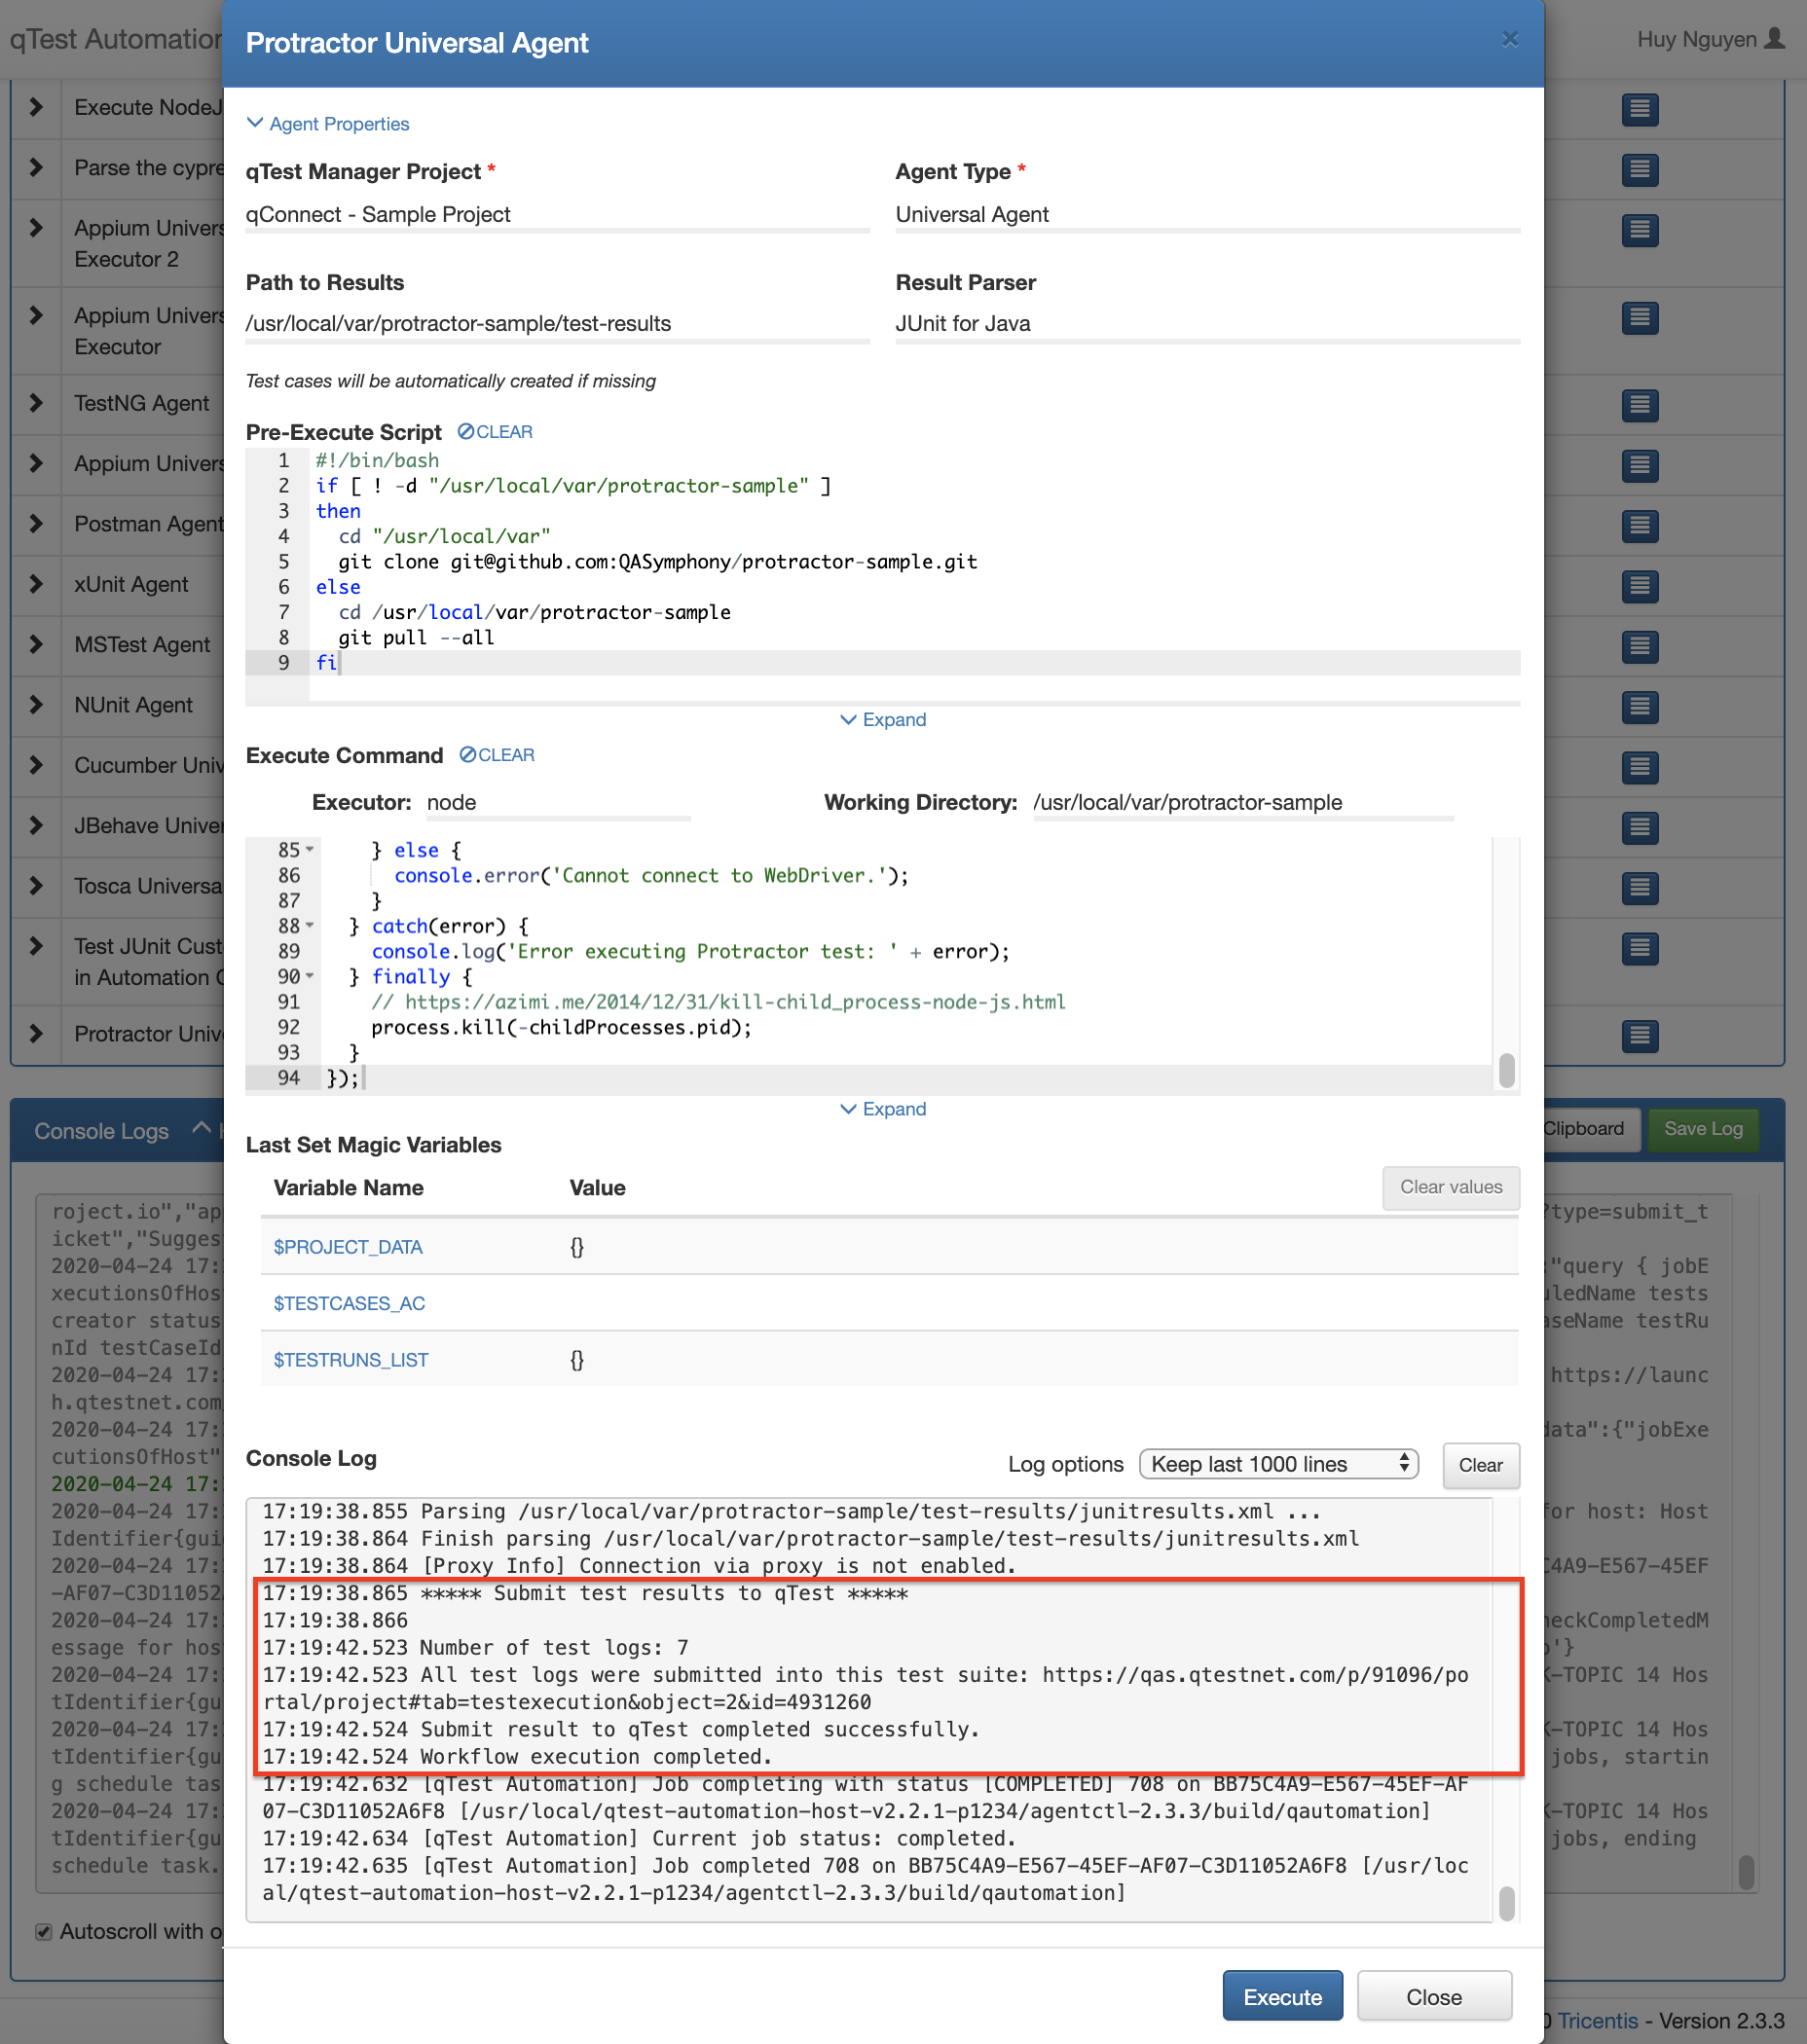 qTest Automation
Huy Nguyen
Protractor Universal Agent
×
Agent Properties
qTest Manager Project *
Agent Type *
qConnect - Sample Project
Universal Agent
Path to Results
Result Parser
/usr/local/var/protractor-sample/test-results
JUnit for Java
Test cases will be automatically created if missing
Pre-Execute Script CLEAR
1 #!/bin/bash
2 if [ ! -d "/usr/local/var/protractor-sample" ]
3 then
4 cd "/usr/local/var"
5 git clone git@github.com:QASymphony/protractor-sample.git
6 else
7 cd /usr/local/var/protractor-sample
8 git pull --all
9 fi
Expand
Execute Command CLEAR
Executor: node
Working Directory: /usr/local/var/protractor-sample
85 } else {
86 console.error('Cannot connect to WebDriver.');
87 }
88 } catch(error) {
89 console.log('Error executing Protractor test: ' + error);
90 } finally {
91 // https://azimi.me/2014/12/31/kill-child_process-node-js.html
92 process.kill(-childProcesses.pid);
93 }
94 });
Expand
Last Set Magic Variables
Variable Name Value Clear values
$PROJECT_DATA {}
$TESTCASES_AC
$TESTRUNS_LIST {}
Console Log
Log options Keep last 1000 lines Clear
17:19:38.855 Parsing /usr/local/var/protractor-sample/test-results/junitresults.xml ...
17:19:38.864 Finish parsing /usr/local/var/protractor-sample/test-results/junitresults.xml
17:19:38.864 [Proxy Info] Connection via proxy is not enabled.
17:19:38.865 ***** Submit test results to qTest *****
17:19:38.866
17:19:42.523 Number of test logs: 7
17:19:42.523 All test logs were submitted into this test suite: https://qas.qtestnet.com/p/91096/po
rtal/project#tab=testexecution&object=2&id=4931260
17:19:42.524 Submit result to qTest completed successfully.
17:19:42.524 Workflow execution completed.
17:19:42.632 [qTest Automation] Job completing with status [COMPLETED] 708 on BB75C4A9-E567-45EF-AF
07-C3D11052A6F8 [/usr/local/qtest-automation-host-v2.2.1-p1234/agentctl-2.3.3/build/qautomation]
17:19:42.634 [qTest Automation] Current job status: completed.
17:19:42.635 [qTest Automation] Job completed 708 on BB75C4A9-E567-45EF-AF07-C3D11052A6F8 [/usr/loc
al/qtest-automation-host-v2.2.1-p1234/agentctl-2.3.3/build/qautomation]
Execute
Close
Execute NodeJ
Parse the cypre
Appium Univers
Executor 2
Appium Univers
Executor
TestNG Agent
Appium Univers
Postman Agent
xUnit Agent
MSTest Agent
NUnit Agent
Cucumber Univ
JBehave Univer
Tosca Universa
Test JUnit Cust
in Automation
Protractor Unive
Console Logs
Clipboard
Save Log
roject.io","ap
icket","Sugges
2020-04-24 17:
xecutionsOfHos
creator status
nId testCaseId
2020-04-24 17:
h.qtestnet.com
2020-04-24 17:
cutionsOfHost"
2020-04-24 17:
2020-04-24 17:
Identifier{gui
2020-04-24 17:
-AF07-C3D11052
2020-04-24 17:
essage for hos
2020-04-24 17:
tIdentifier{gu
2020-04-24 17:
tIdentifier{gu
g schedule tas
2020-04-24 17:
tIdentifier{gu
schedule task.
?type=submit_t
:"query { jobE
uledName tests
aseName testRu
https://launc
data":{"jobExe
for host: Host
C4A9-E567-45EF
eckCompletedM
'}
K-TOPIC 14 Hos
K-TOPIC 14 Hos
jobs, startin
K-TOPIC 14 Hos
jobs, ending
Autoscroll with o
Tricentis - Version 2.3.3